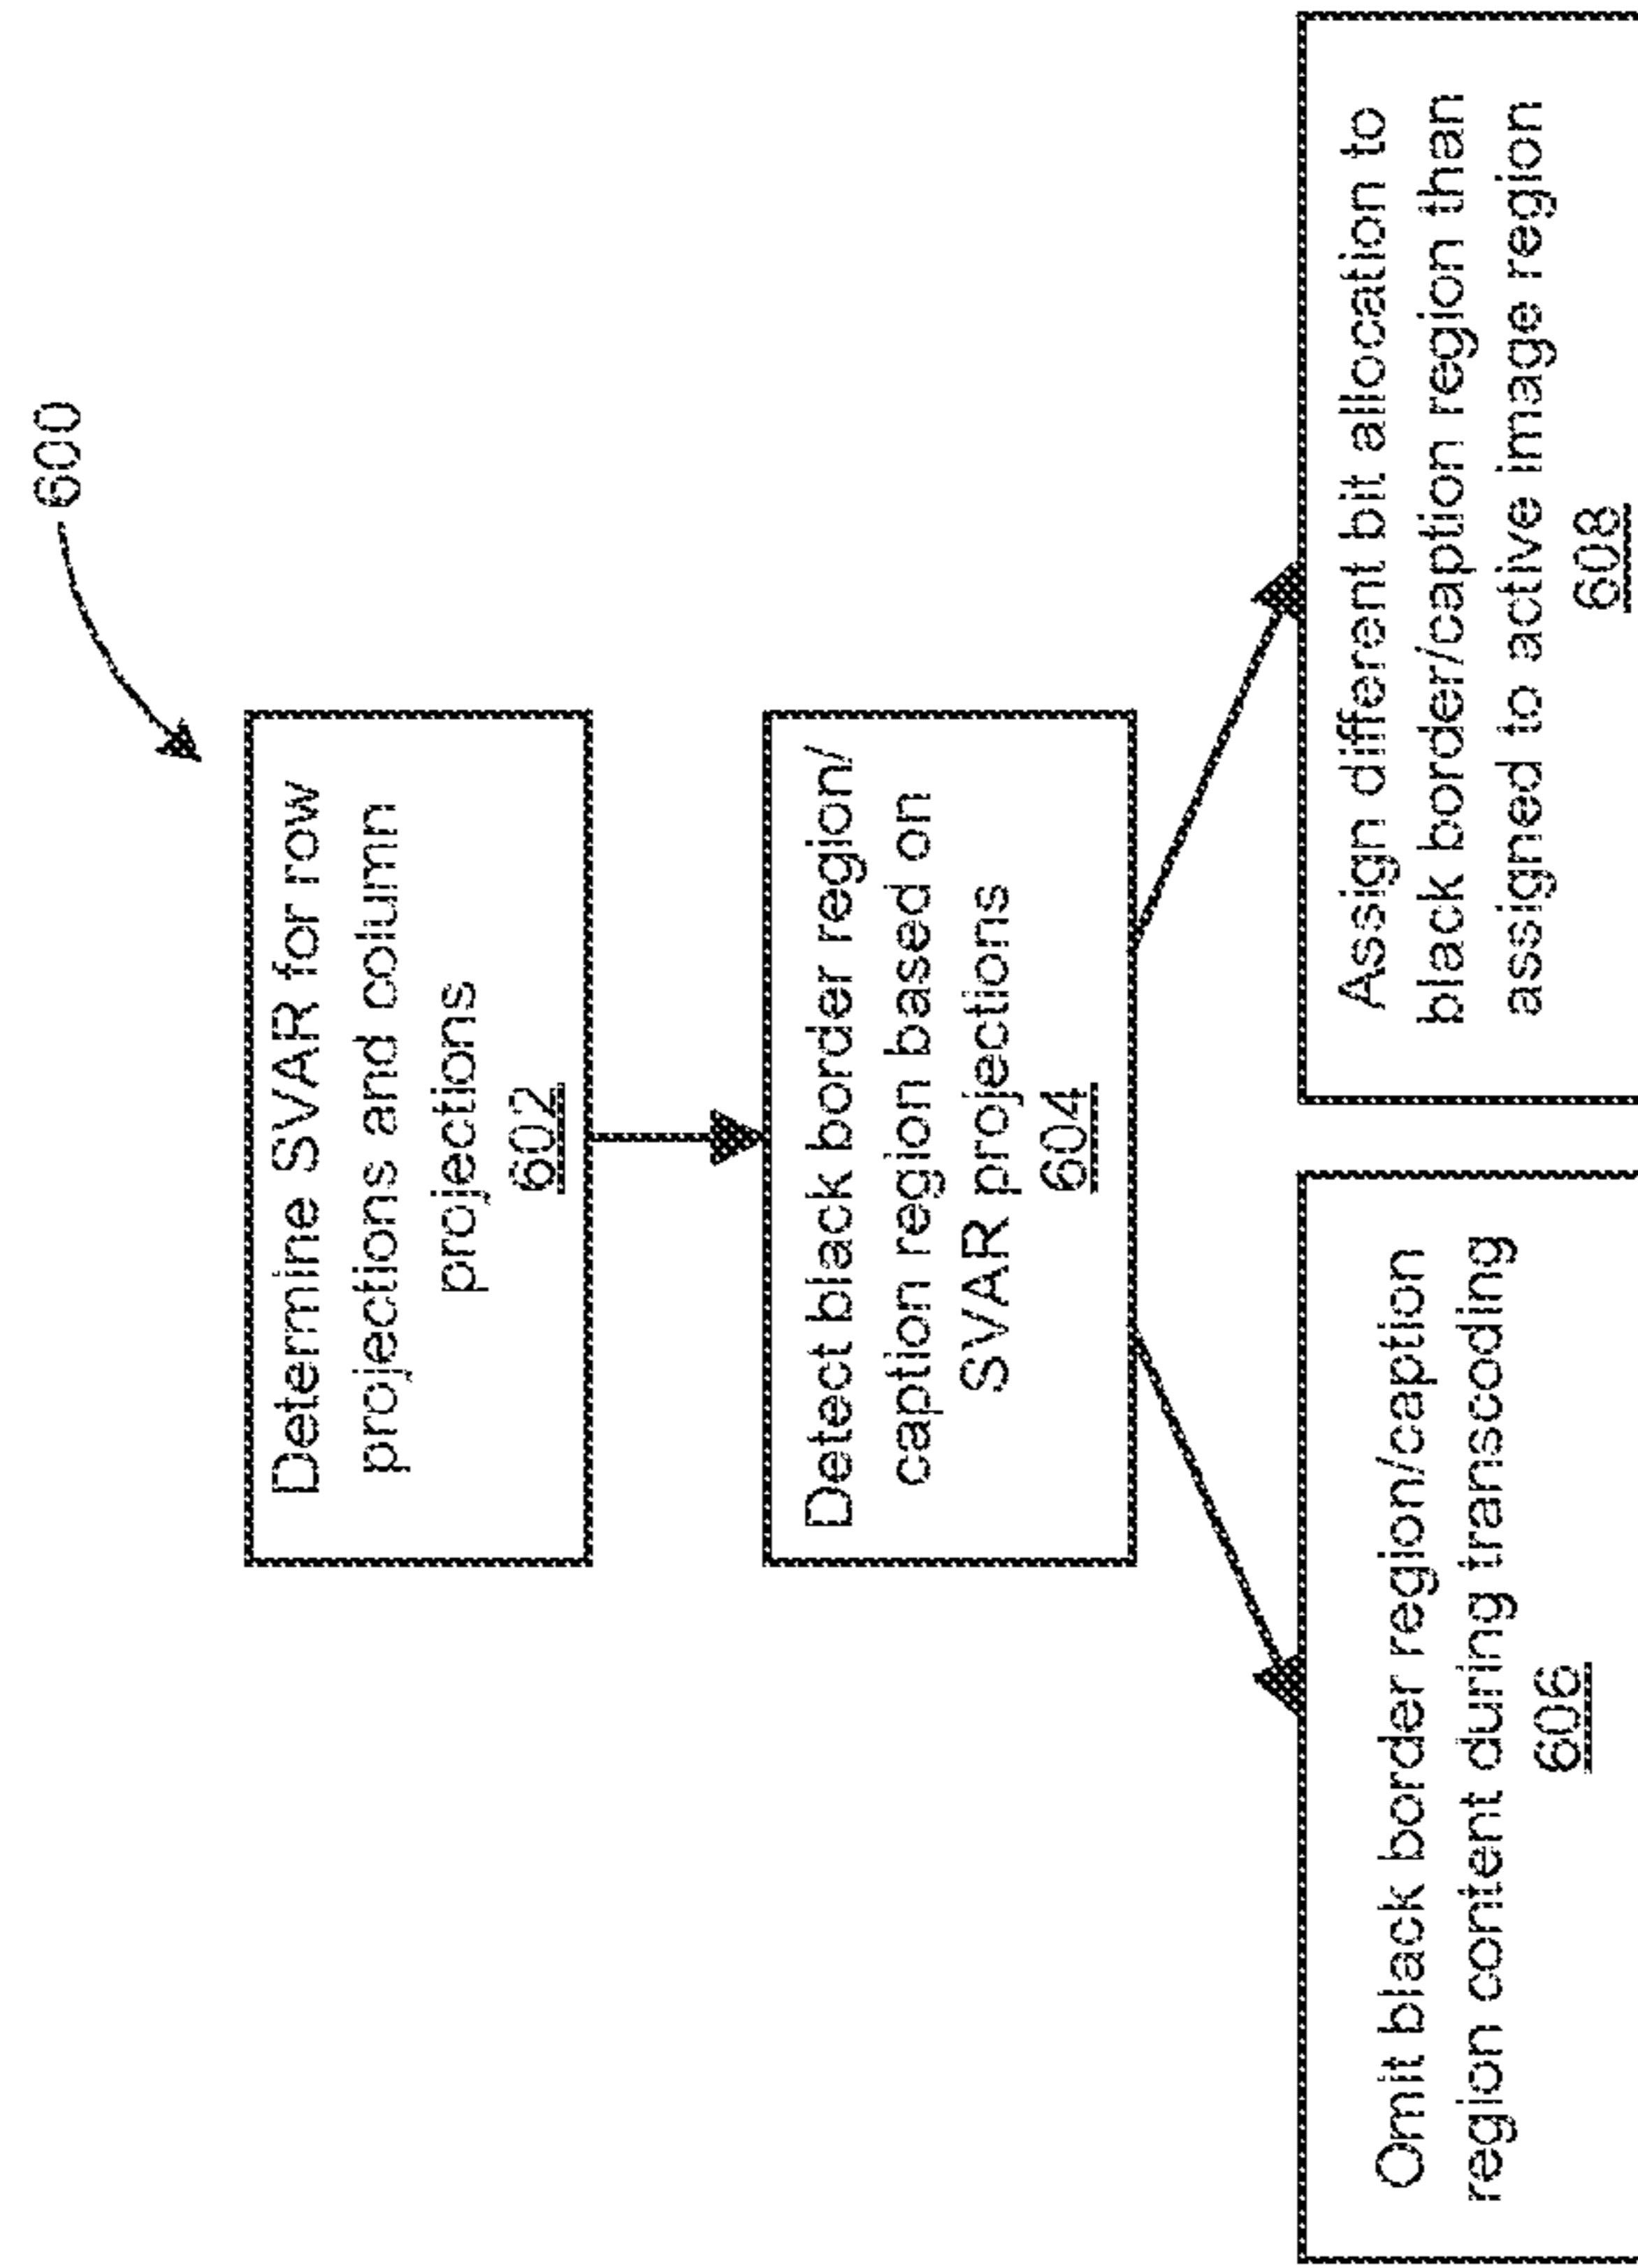 600
Determine SVAR for row
projections and column
projections
602
Detect black border region/
caption region based on
SVAR projections
604
Omit black border region/caption
region content during transcoding
606
Assign different bit allocation to
black border/caption region than
assigned to active image region
608